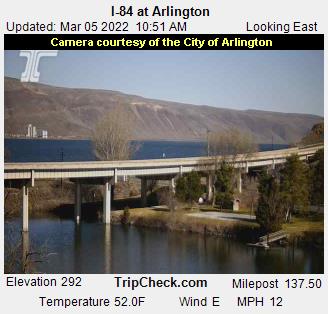 I-84 at Arlington
Updated: Mar 05 2022 10:51 AM Looking East
Camera courtesy of the City of Arlington
Elevation 292 TripCheck.com Milepost 137.50
Temperature 52.0F Wind E MPH 12